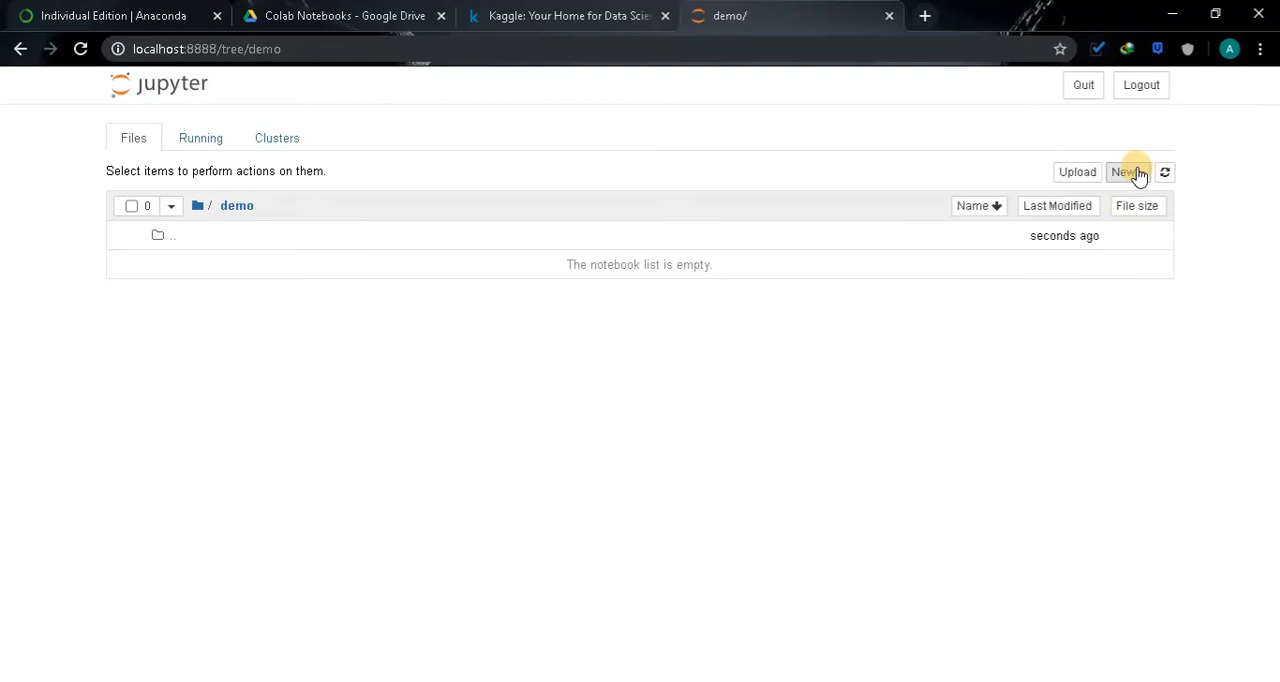 Individual Edition | Anaconda
Colab Notebooks - Google Drive
Kaggle: Your Home for Data Scie
demo/
localhost:8888/tree/demo
A
jupyter
Quit
Logout
Files
Running
Clusters
Select items to perform actions on them.
Upload
New
0
/ demo
Name
Last Modified
File size
..
seconds ago
The notebook list is empty.